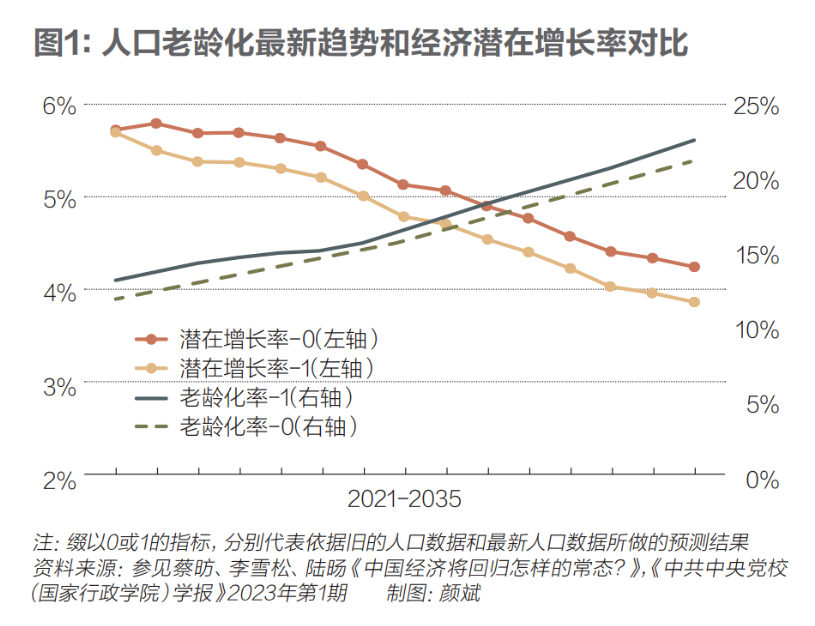 图1: 人口老龄化最新趋势和经济潜在增长率对比
6% 25%
5% 20%
4% 15%
3% 10%
2% 5%
0%
潜在增长率-0(左轴)
潜在增长率-1(左轴)
老龄化率-1(右轴)
老龄化率-0(右轴)
2021-2035
注: 缀以0或1的指标, 分别代表依据旧的人口数据和最新人口数据所做的预测结果
资料来源: 参见蔡昉、李雪松、陆旸《中国经济将回归怎样的常态?》,《中共中央党校
(国家行政学院)学报》2023年第1期 制图: 颜斌